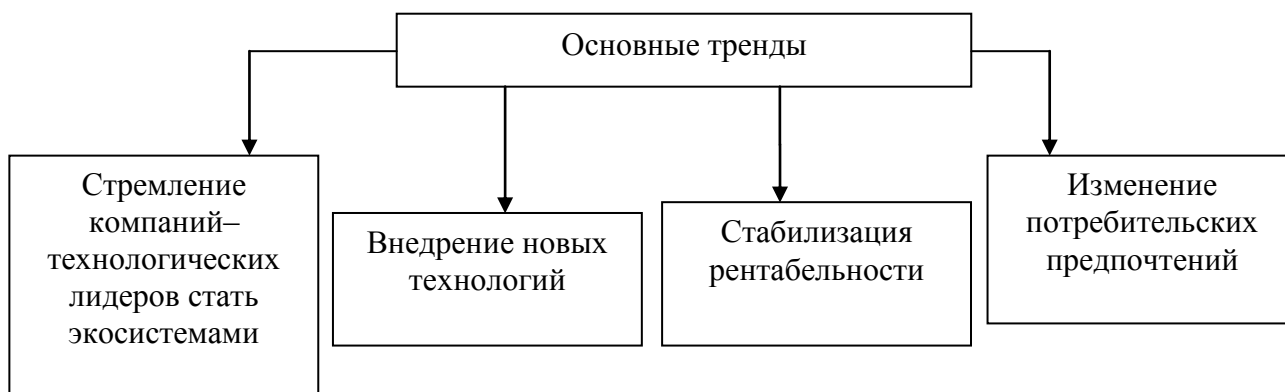 Основные тренды
Стремление
компаний–
технологических
лидеров стать
экосистемами
Внедрение новых
технологий
Стабилизация
рентабельности
Изменение
потребительских
предпочтений